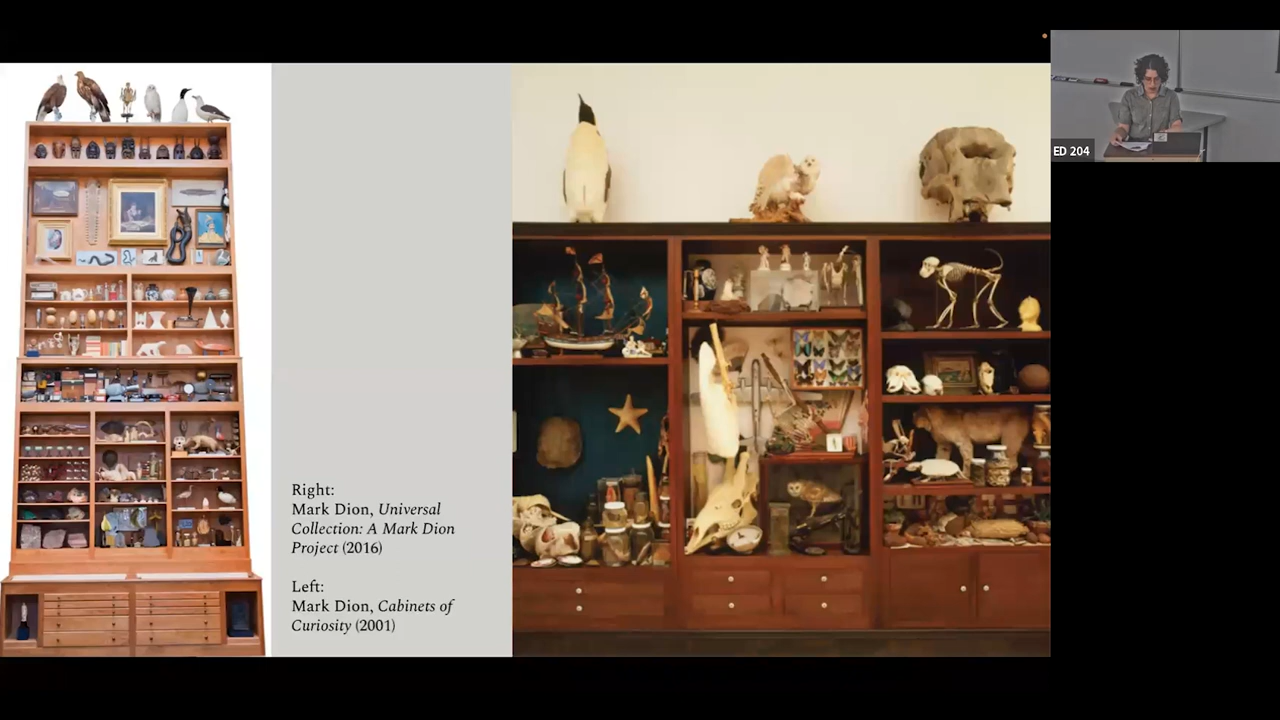 Right:
Mark Dion, Universal
Collection: A Mark Dion
Project (2016)
Left:
Mark Dion, Cabinets of
Curiosity (2001)
ED 204